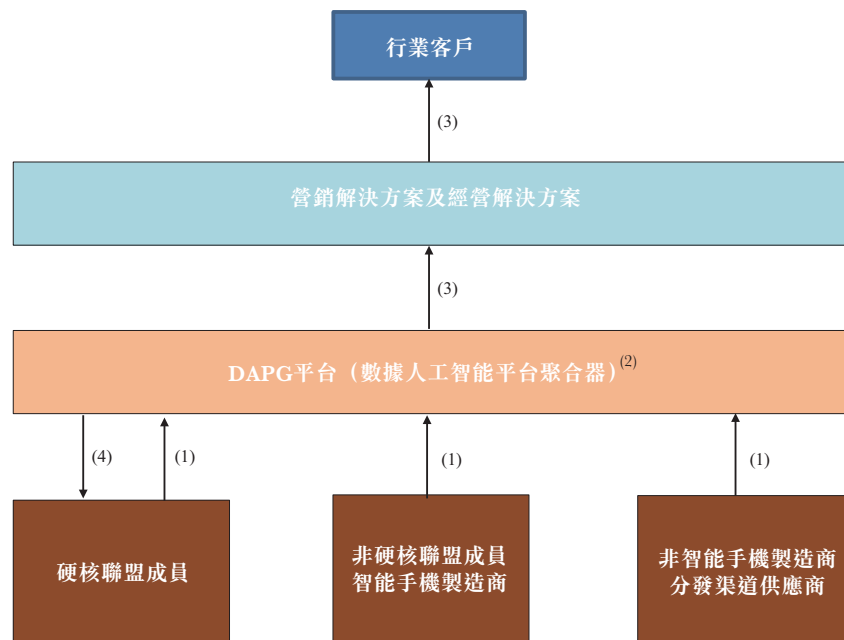 行業客戶
(3)
營銷解決方案及經營解決方案
(3)
DAPG平台（數據人工智能平台聚合器）(2)
(4)
(1)
(1)
(1)
硬核聯盟成員
非硬核聯盟成員
智能手機製造商
非智能手機製造商
分發渠道供應商